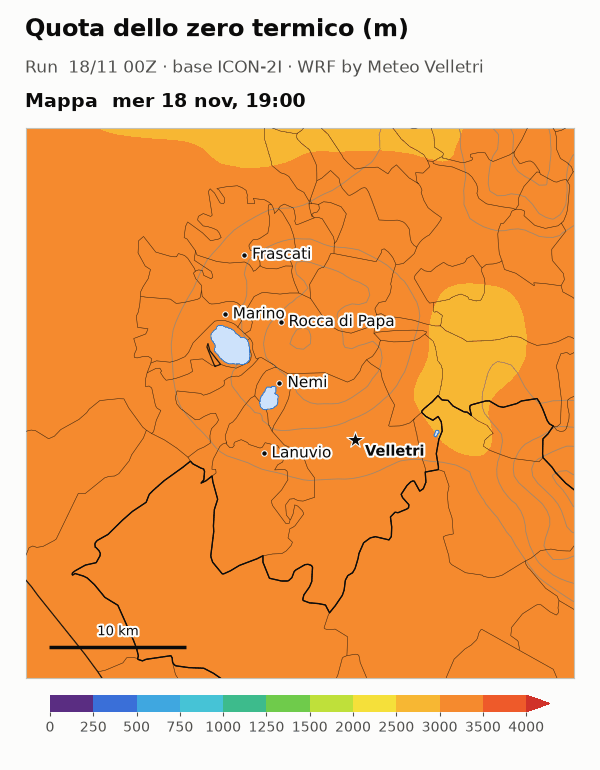 Quota dello zero termico (m)
Run  18/11 00Z · base ICON-2I · WRF by Meteo Velletri
Mappa  mer 18 nov, 19:00
Frascati
Marino
Rocca di Papa
Nemi
Velletri
Lanuvio
10 km
0 250 500 750 1000 1250 1500 2000 2500 3000 3500 4000